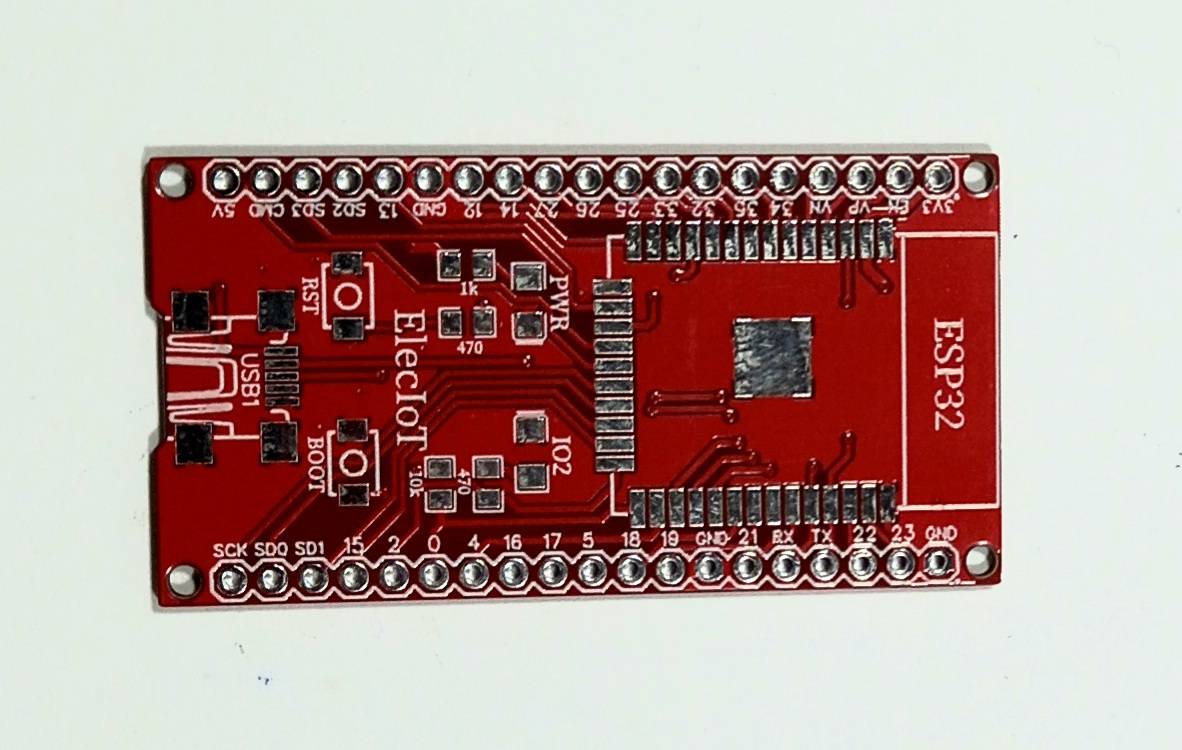 5V CMD SD3 SD2 13 GND 12 14 27 26 25 33 32 35 34 VN VP EN 3V3
RST
1k
PWR
470
ElecIoT
USB1
ESP32
BOOT
10k
470
IO2
SCK SD0 SD1 15 2 0 4 16 17 5 18 19 GND 21 RX TX 22 23 GND